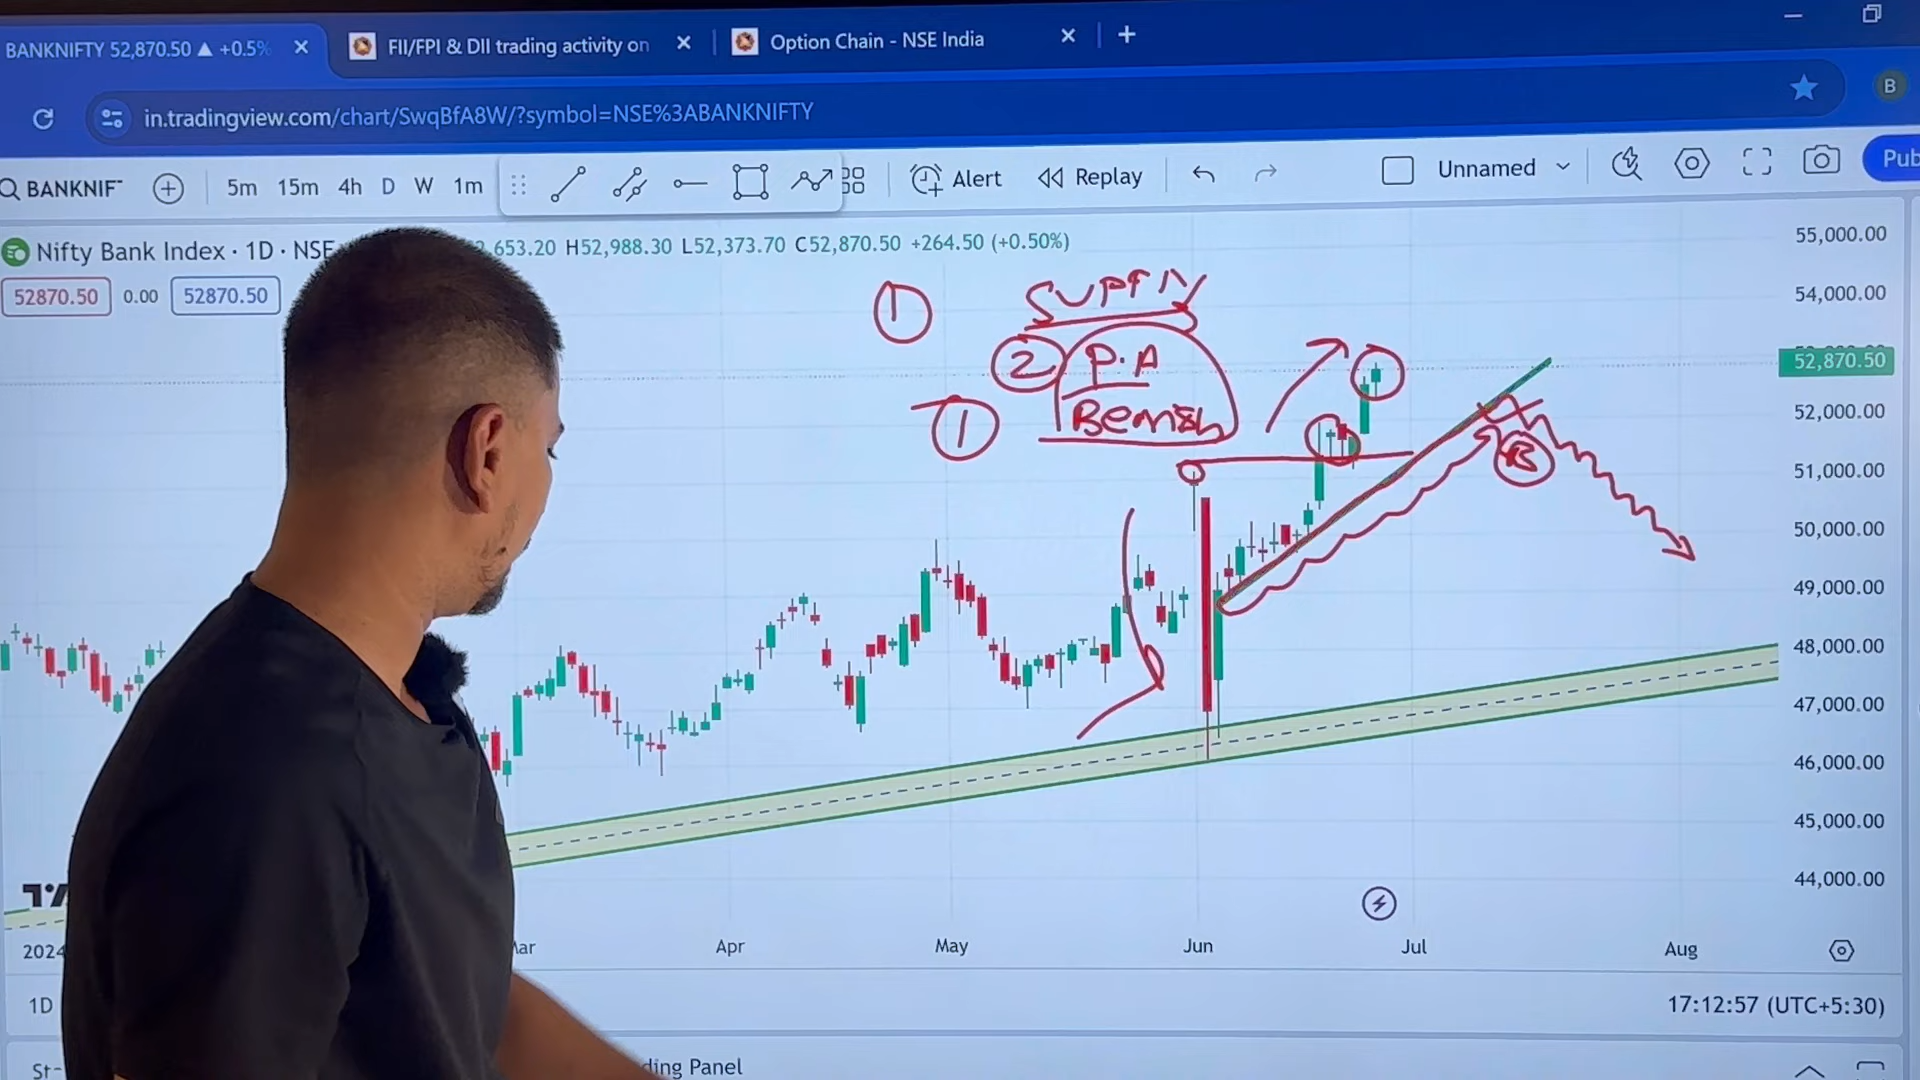 BANKNIFTY 52,870.50 ▲ +0.5%
FII/FPI & DII trading activity on
Option Chain - NSE India
B
in.tradingview.com/chart/SwqBfA8W/?symbol=NSE%3ABANKNIFTY
BANKNIF
5m 15m 4h D W 1m
Alert
Replay
Unnamed
Pub
Nifty Bank Index · 1D · NSE
653.20 H52,988.30 L52,373.70 C52,870.50 +264.50 (+0.50%)
52870.50 0.00 52870.50
1 Supply
2 P.A
1 Bearish
55,000.00
54,000.00
52,870.50
52,000.00
51,000.00
50,000.00
49,000.00
48,000.00
47,000.00
46,000.00
45,000.00
44,000.00
2024 Mar Apr May Jun Jul Aug
1D
17:12:57 (UTC+5:30)
St
ding Panel